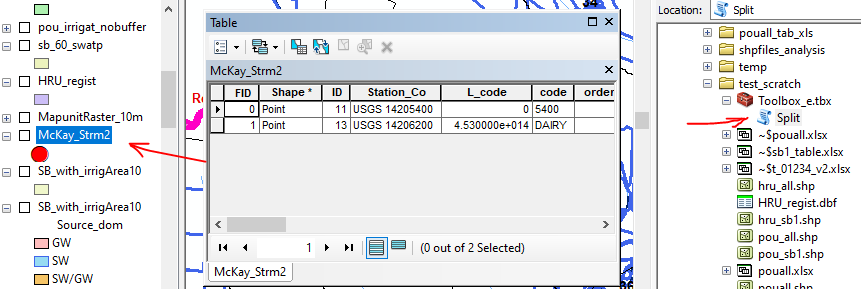 pou_irrigat_nobuffer
sb_60_swatp
HRU_regist
MapunitRaster_10m
McKay_Strm2
SB_with_irrigArea10
SB_with_irrigArea10
Source_dom
GW
SW
SW/GW
Table
McKay_Strm2
FID Shape * ID Station_Co L_code code order
0 Point 11 USGS 14205400 0 5400
1 Point 13 USGS 14206200 4.530000e+014 DAIRY
1 (0 out of 2 Selected)
McKay_Strm2
Location: Split
pouall_tab_xls
shpfiles_analysis
temp
test_scratch
Toolbox_e.tbx
Split
~$pouall.xlsx
~$sb1_table.xlsx
~$t_01234_v2.xlsx
hru_all.shp
HRU_regist.dbf
hru_sb1.shp
pou_all.shp
pou_sb1.shp
pouall.xlsx
pouall.shp